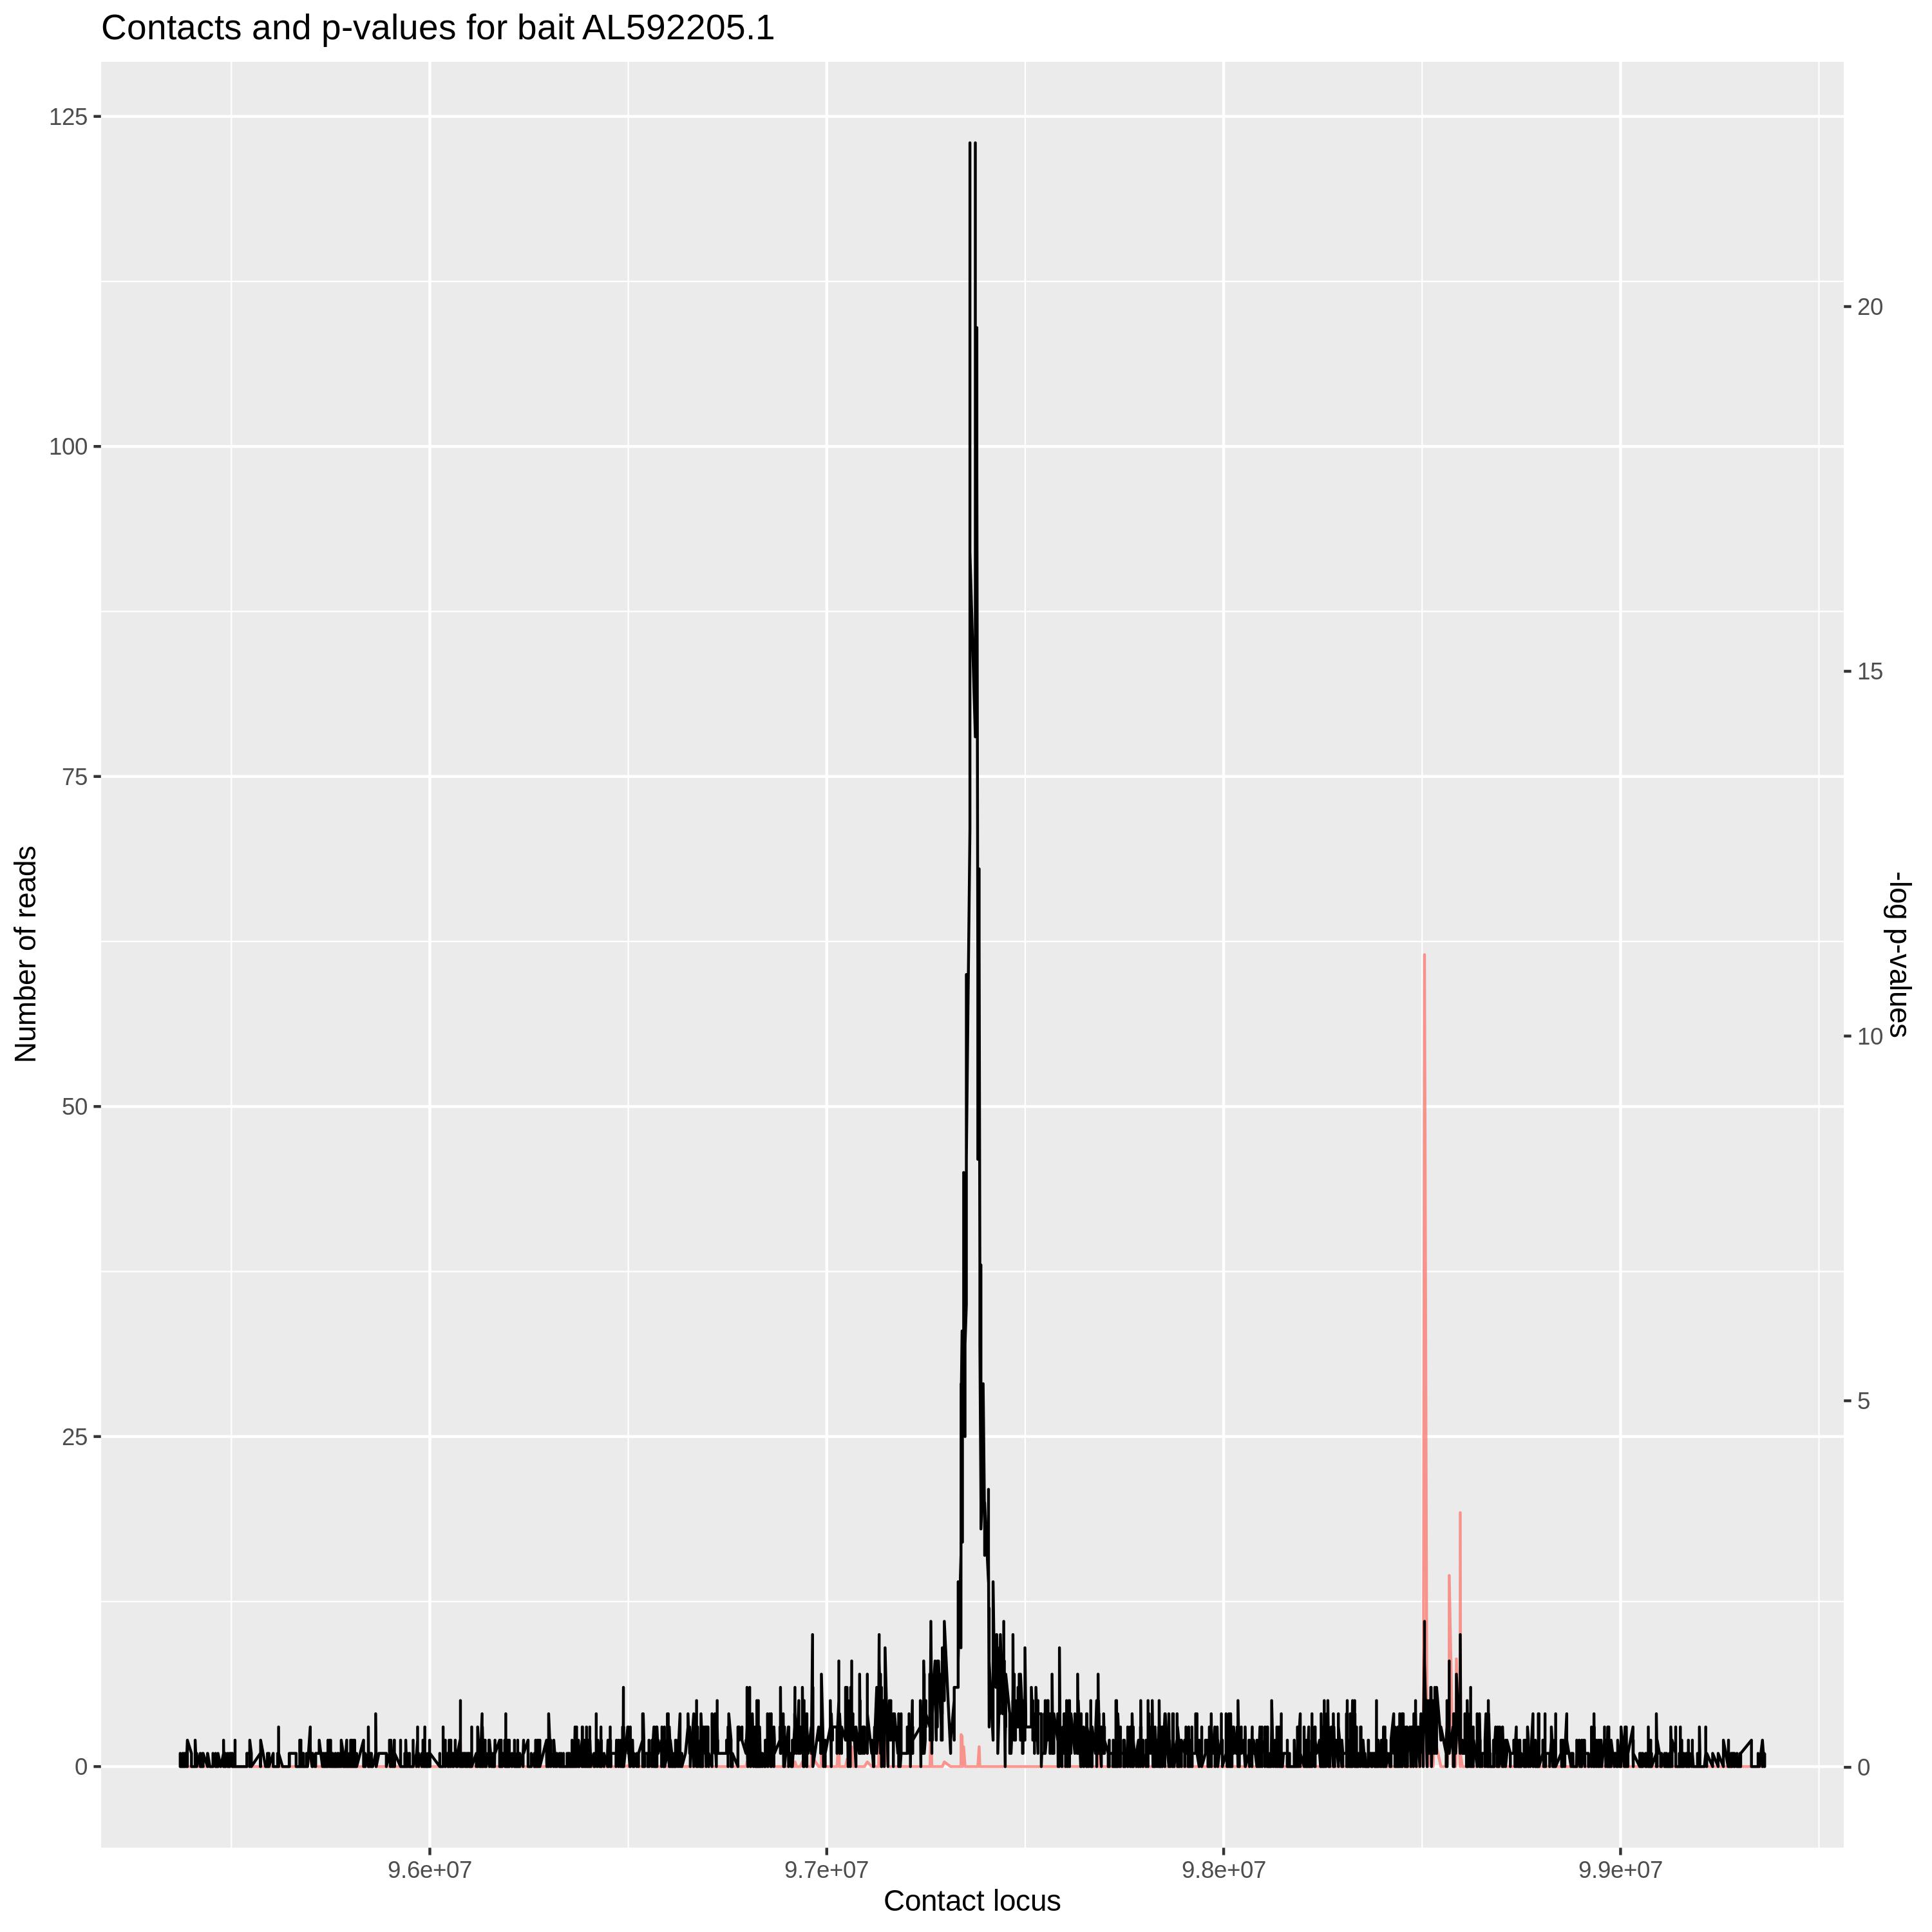 Contacts and p-values for bait AL592205.1
125
100
75
50
25
0
Number of reads
20
15
10
5
0
-log p-values
9.6e+07
9.7e+07
9.8e+07
9.9e+07
Contact locus